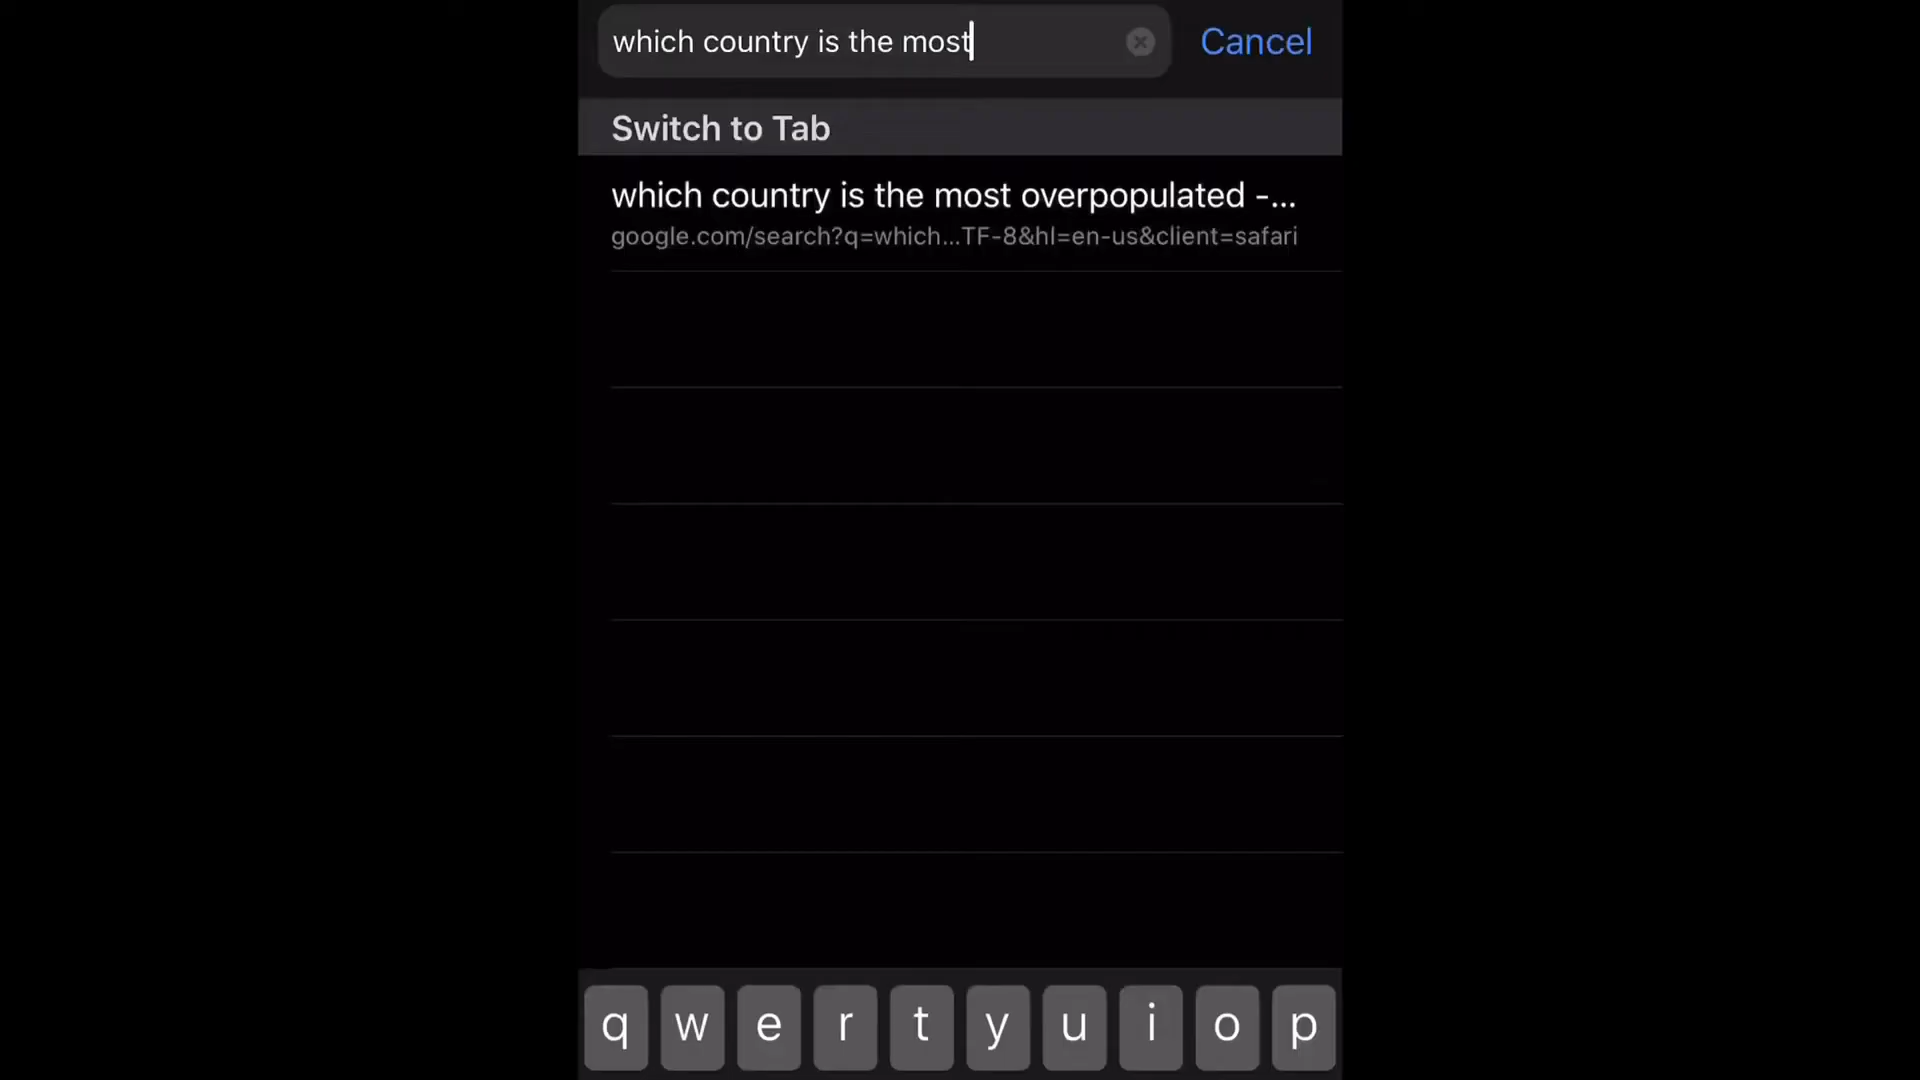 which country is the most
Cancel
Switch to Tab
which country is the most overpopulated -...
google.com/search?q=which...TF-8&hl=en-us&client=safari
q w e r t y u i o p